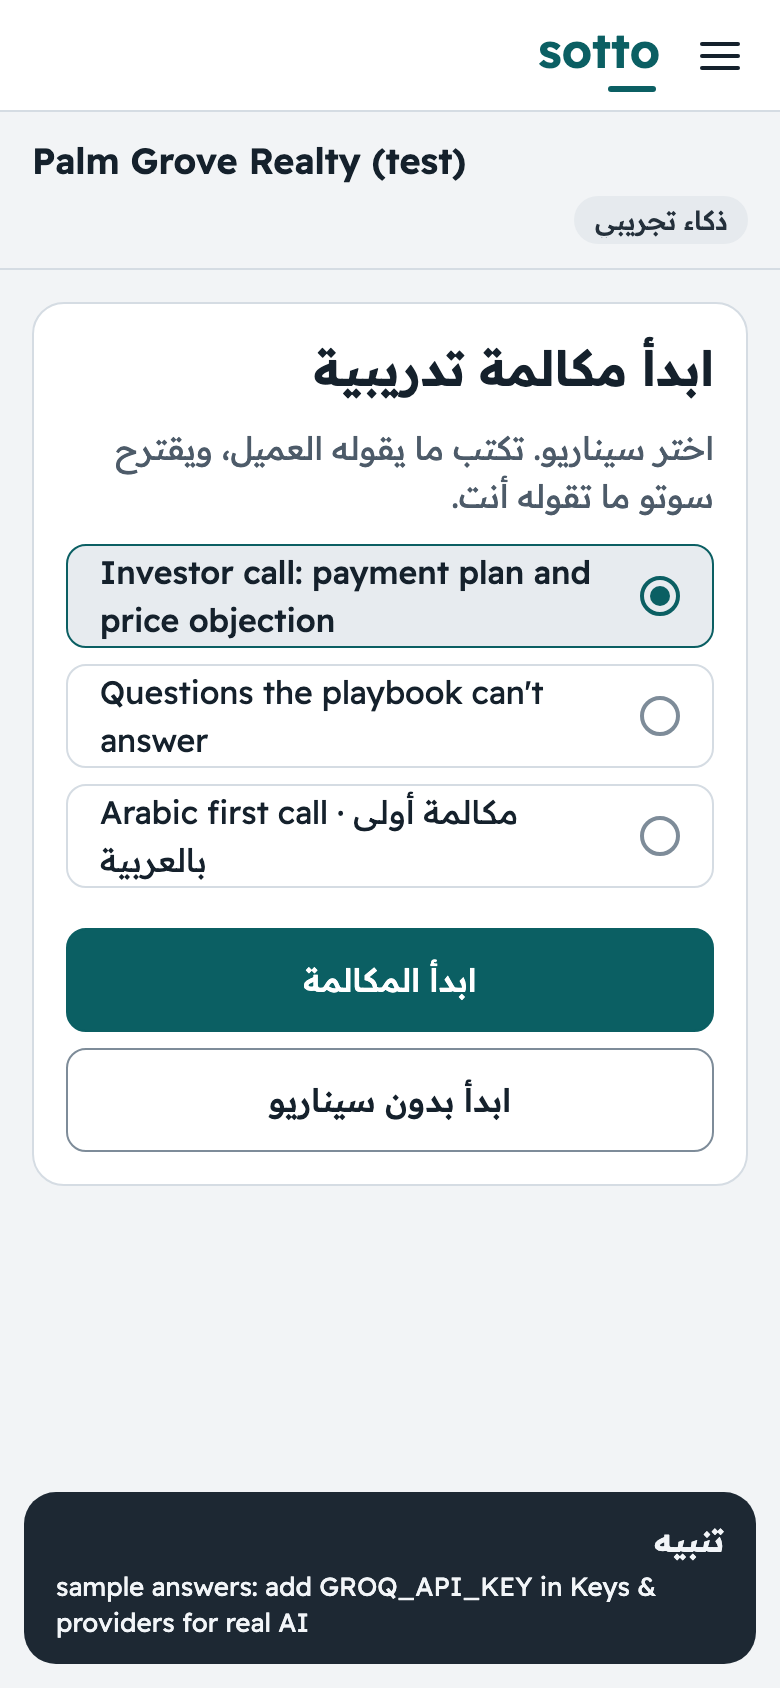 sotto
Palm Grove Realty (test)
ذكاء تجريبي
ابدأ مكالمة تدريبية
اختر سيناريو. تكتب ما يقوله العميل، ويقترح
سوتو ما تقوله أنت.
Investor call: payment plan and
price objection
Questions the playbook can't
answer
Arabic first call · مكالمة أولى
بالعربية
ابدأ المكالمة
ابدأ بدون سيناريو
تنبيه
sample answers: add GROQ_API_KEY in Keys &
providers for real AI